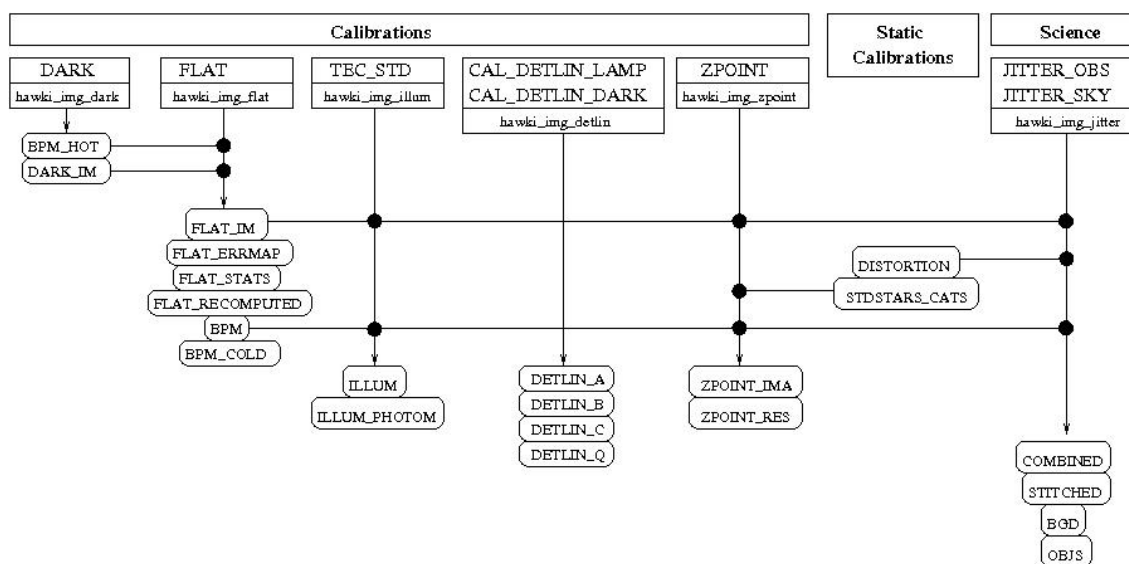 Calibrations
Static
Calibrations
Science
DARK
hawki_img_dark
FLAT
hawki_img_flat
TEC_STD
hawki_img_illum
CAL_DETLIN_LAMP
CAL_DETLIN_DARK
hawki_img_detlin
ZPOINT
hawki_img_zpoint
JITTER_OBS
JITTER_SKY
hawki_img_jitter
BPM_HOT
DARK_IM
FLAT_IM
FLAT_ERRMAP
FLAT_STATS
FLAT_RECOMPUTED
BPM
BPM_COLD
DISTORTION
STDSTARS_CATS
ILLUM
ILLUM_PHOTOM
DETLIN_A
DETLIN_B
DETLIN_C
DETLIN_Q
ZPOINT_IMA
ZPOINT_RES
COMBINED
STITCHED
BGD
OBJS